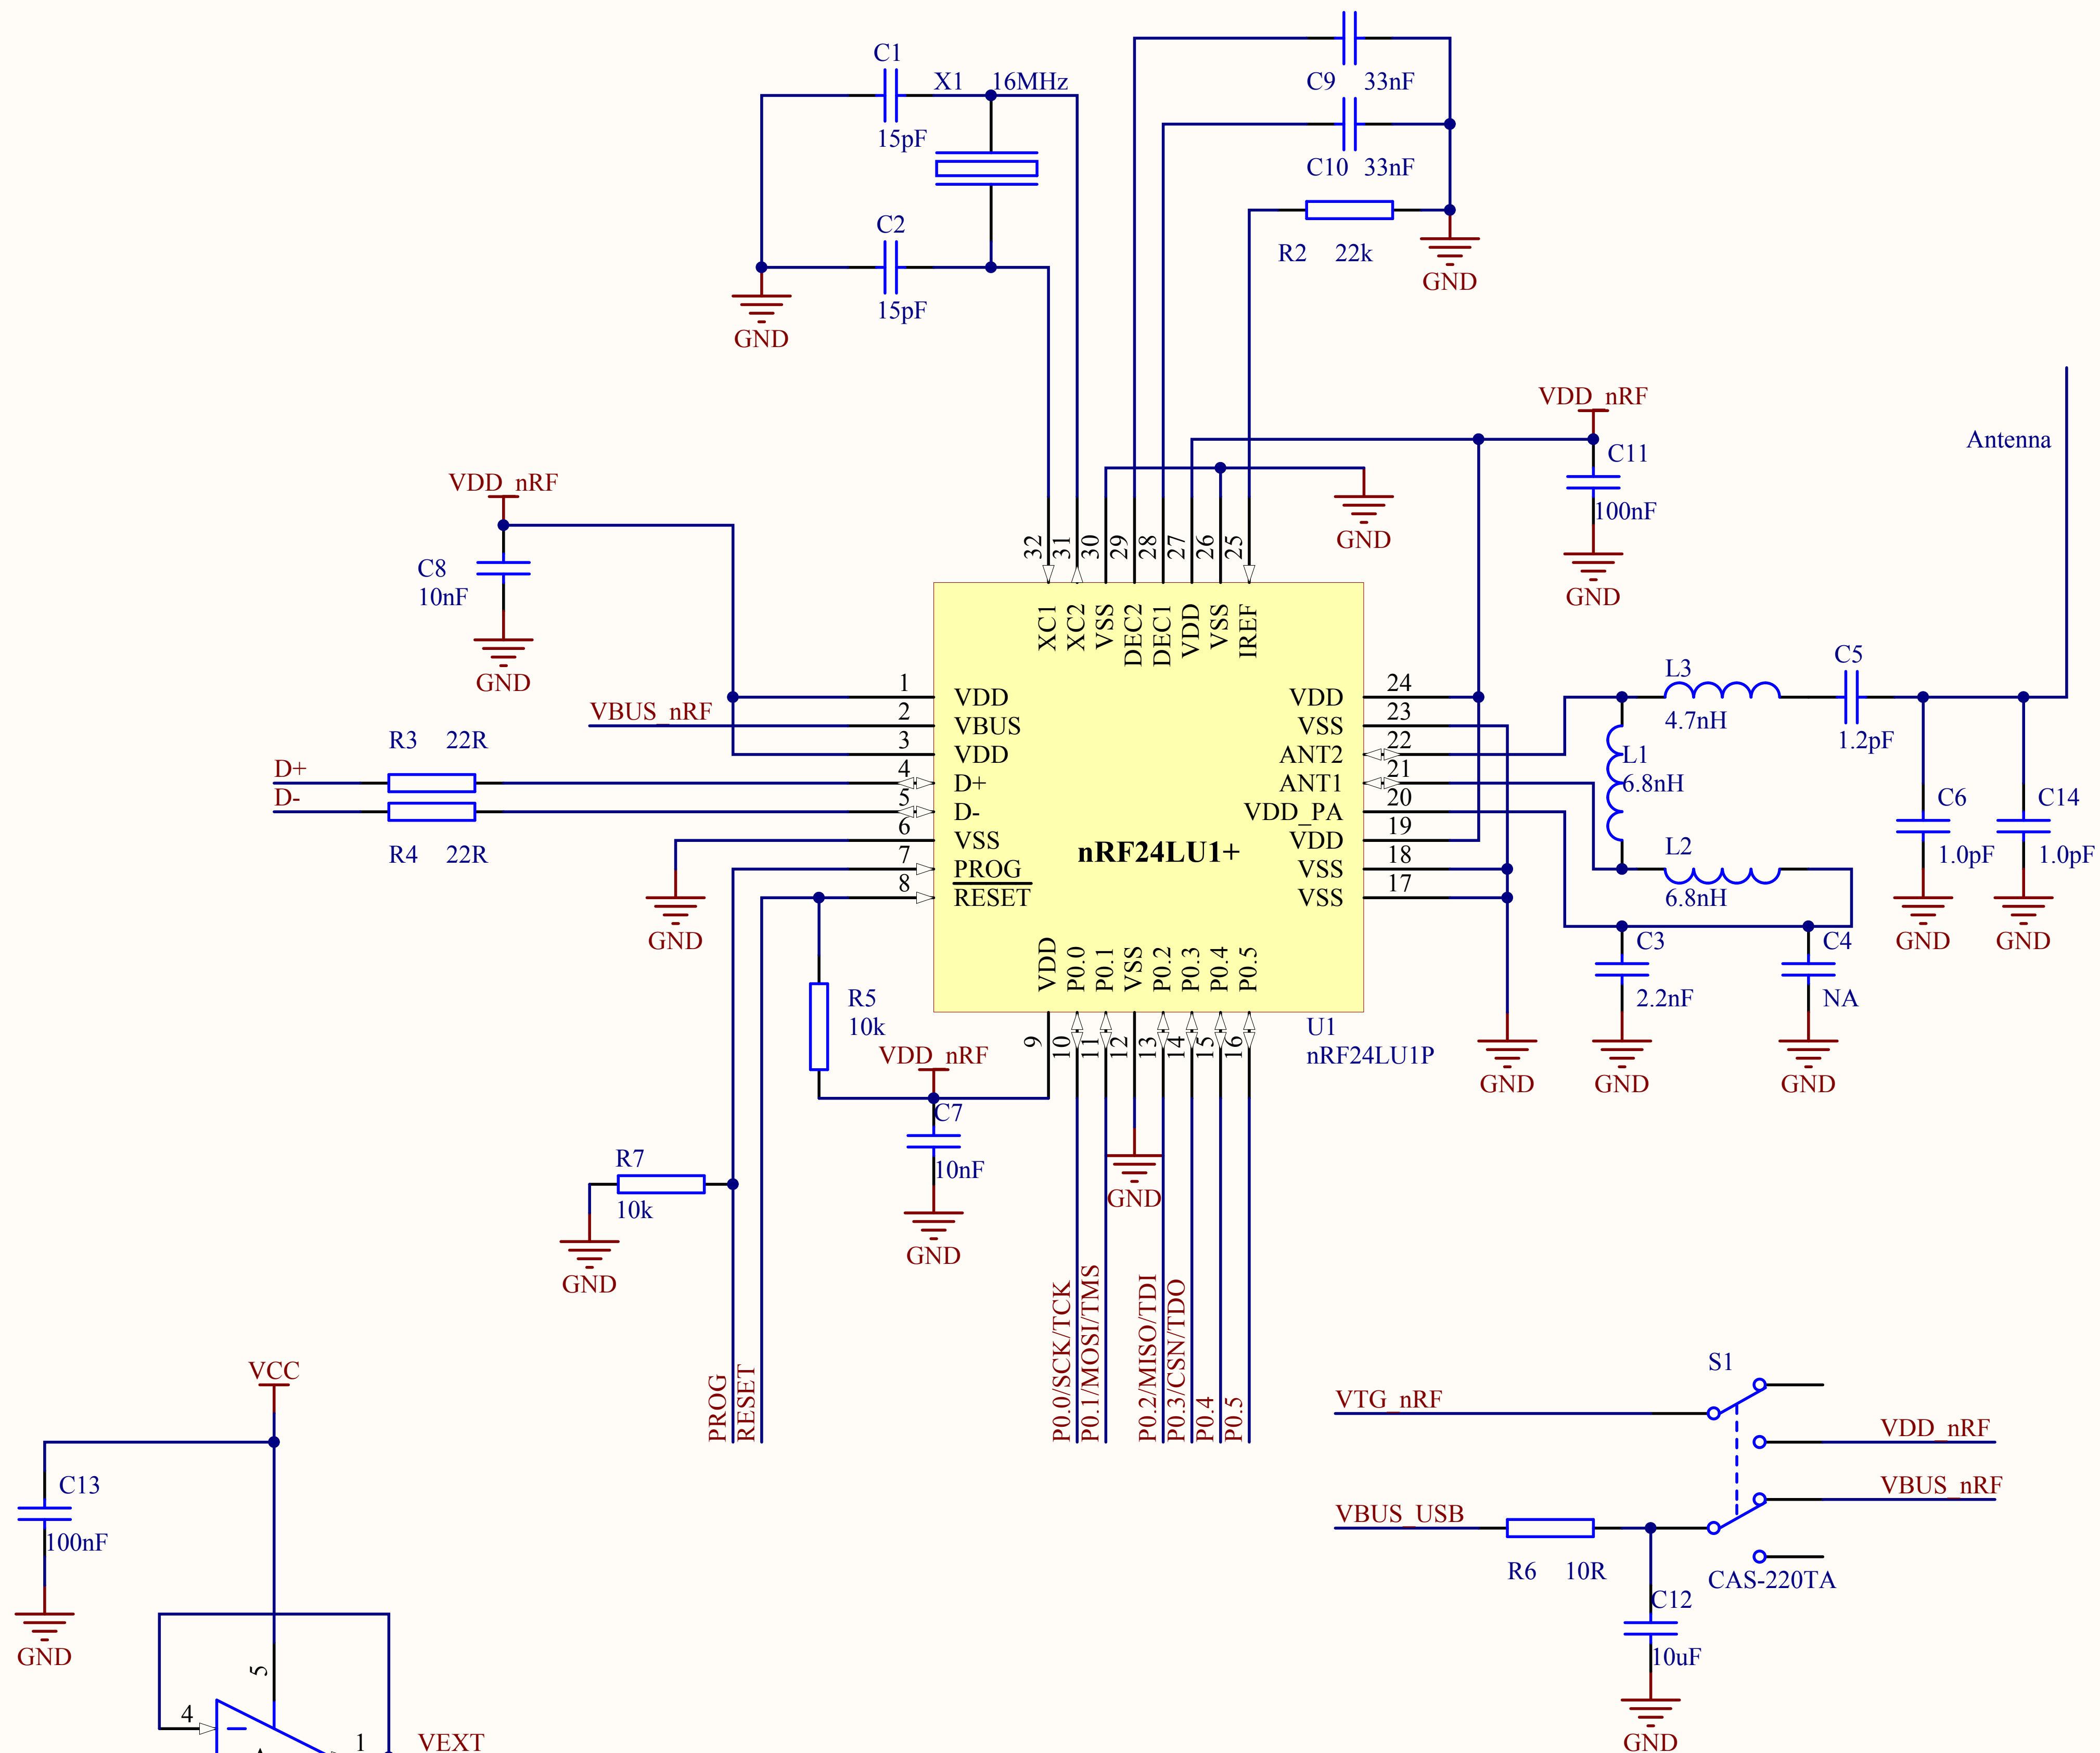 C1
X1 16MHz
15pF
C2
15pF
GND
C9 33nF
C10 33nF
R2 22k
GND
VDD_nRF
C11
100nF
GND
Antenna
GND
VDD_nRF
C8
10nF
GND
32 31 30 29 28 27 26 25
XC1 XC2 VSS DEC2 DEC1 VDD VSS IREF
1 VDD
VBUS_nRF 2 VBUS
3 VDD
R3 22R
D+ 4 D+
D- 5 D-
R4 22R
6 VSS
7 PROG
8 RESET
GND
nRF24LU1+
VDD 24
VSS 23
ANT2 22
ANT1 21
VDD_PA 20
VDD 19
VSS 18
VSS 17
L3
4.7nH
C5
1.2pF
L1
6.8nH
L2
6.8nH
C6
1.0pF
GND
C14
1.0pF
GND
C3
2.2nF
GND
C4
NA
GND
GND
VDD P0.0 P0.1 VSS P0.2 P0.3 P0.4 P0.5
9 10 11 12 13 14 15 16
U1
nRF24LU1P
R5
10k
VDD_nRF
C7
10nF
GND
GND
R7
10k
GND
PROG
RESET
P0.0/SCK/TCK
P0.1/MOSI/TMS
P0.2/MISO/TDI
P0.3/CSN/TDO
P0.4
P0.5
S1
VTG_nRF
VDD_nRF
VBUS_nRF
VBUS_USB
R6 10R
CAS-220TA
C12
10uF
GND
VCC
C13
100nF
GND
5
4
1 VEXT